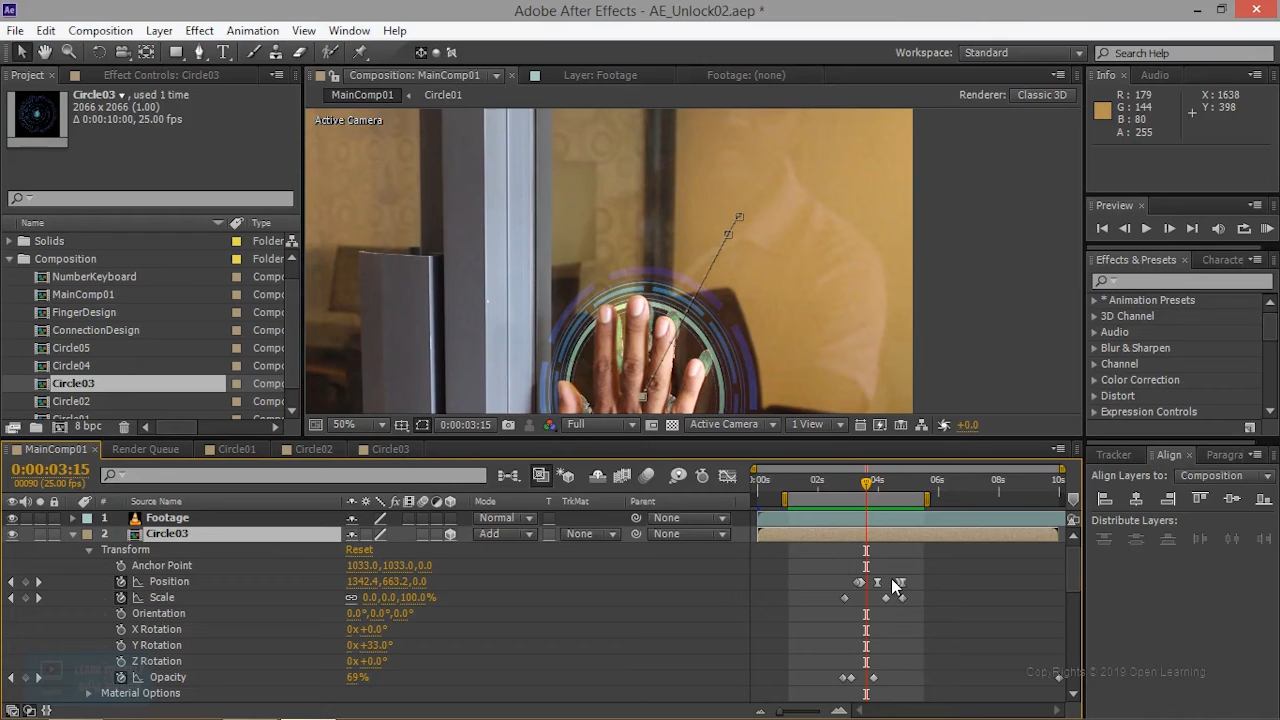 Adobe After Effects - AE_Unlock02.aep *
File Edit Composition Layer Effect Animation View Window Help
Workspace: Standard Search Help
Project Effect Controls: Circle03 Composition: MainComp01 Layer: Footage Footage: (none) Info Audio
Circle03 , used 1 time
2066 x 2066 (1.00)
Δ 0:00:10:00, 25.00 fps
MainComp01 Circle01 Renderer: Classic 3D
Active Camera
R: 179 X: 1638
G: 144 Y: 398
B: 80
A: 255
Name Type
Solids Folder
Composition Folder
NumberKeyboard Compo
MainComp01 Compo
FingerDesign Compo
ConnectionDesign Compo
Circle05 Compo
Circle04 Compo
Circle03 Compo
Circle02 Compo
8 bpc
Preview
Effects & Presets Characte
* Animation Presets
3D Channel
Audio
Blur & Sharpen
Channel
Color Correction
Distort
Expression Controls
50% 0:00:03:15 Full Active Camera 1 View +0.0
MainComp01 Render Queue Circle01 Circle02 Circle03
0:00:03:15
00090 (25.00 fps)
# Source Name Mode T TrkMat Parent
0:00s 02s 04s 06s 08s 10s
1 Footage Normal None
2 Circle03 Add None None
Transform Reset
Anchor Point 1033.0,1033.0,0.0
Position 1342.4,663.2,0.0
Scale 0.0,0.0,100.0%
Orientation 0.0°,0.0°,0.0°
X Rotation 0x+0.0°
Y Rotation 0x+33.0°
Z Rotation 0x+0.0°
Opacity 69%
Material Options
Tracker Align Paragra
Align Layers to: Composition
Distribute Layers:
Copy Rights © 2019 Open Learning